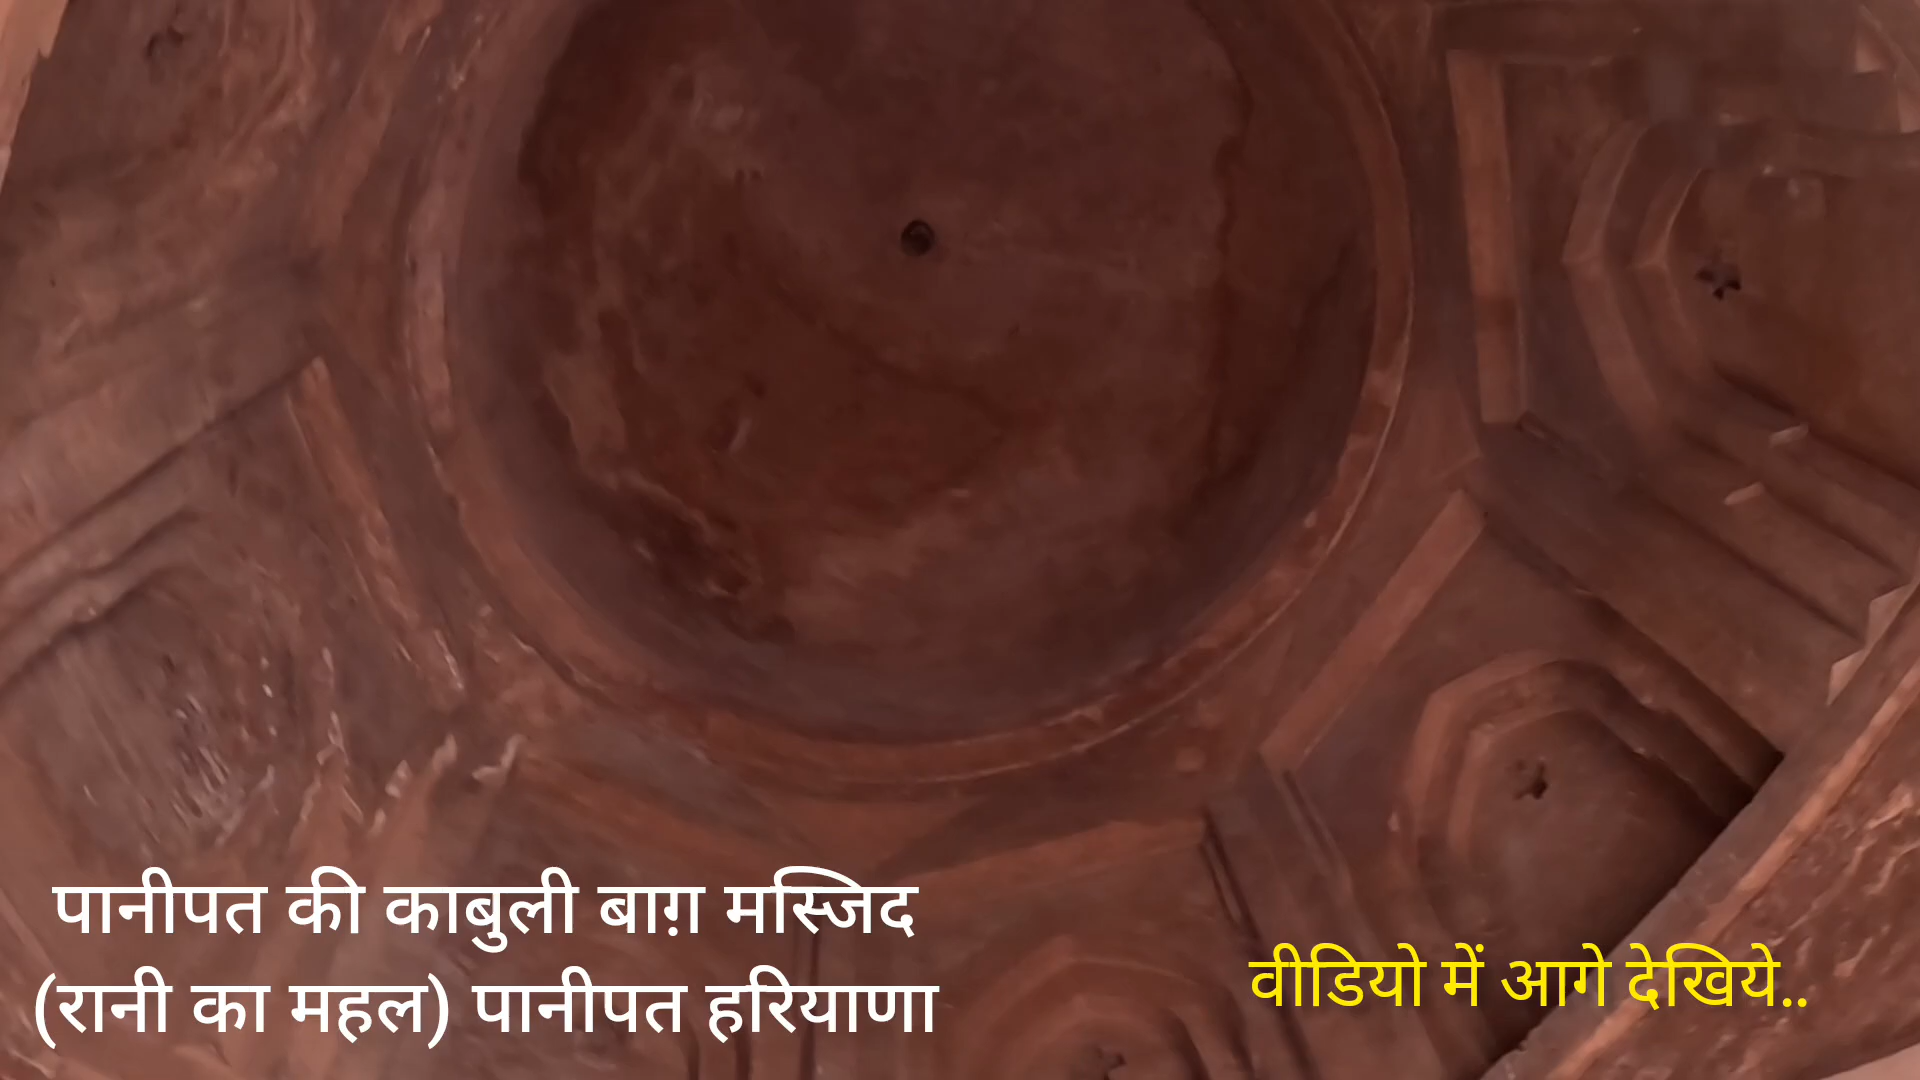 पानीपत की काबुली बाग़ मस्जिद
(रानी का महल) पानीपत हरियाणा
वीडियो में आगे देखिये..